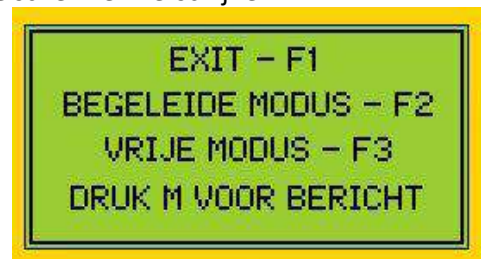 EXIT – F1
BEGELEIDE MODUS – F2
VRIJE MODUS – F3
DRUK M VOOR BERICHT